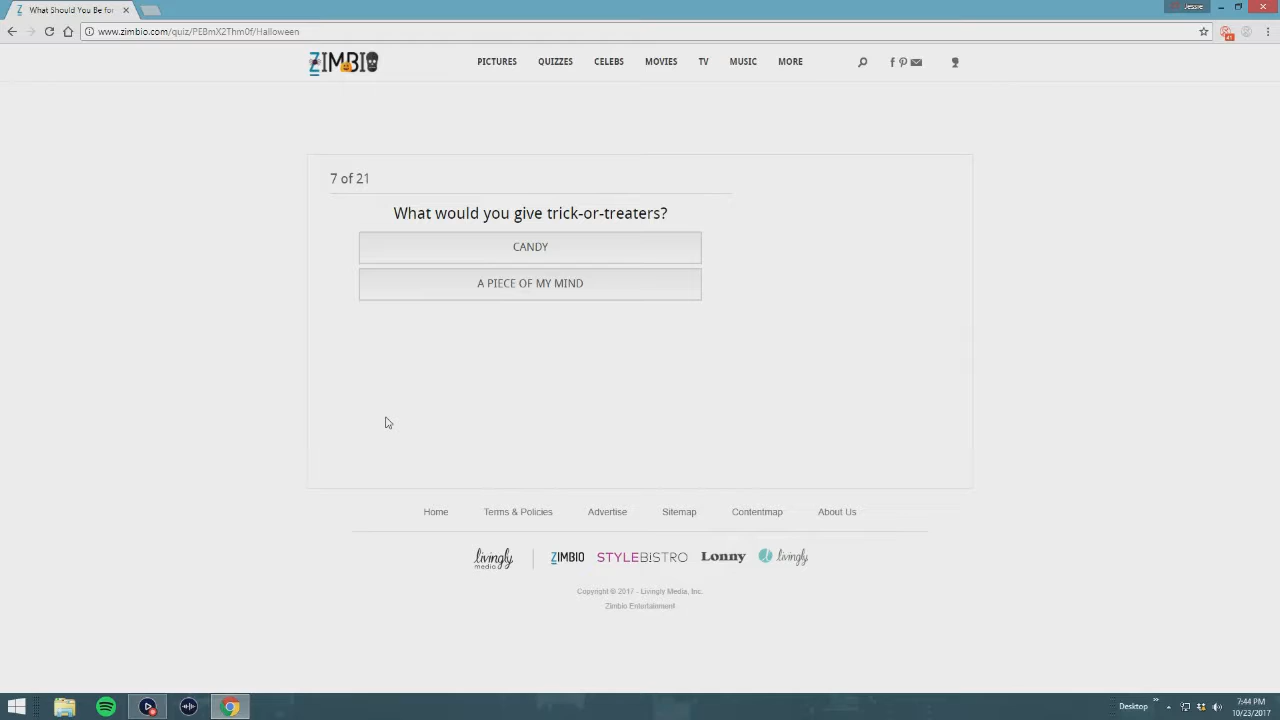 What Should You Be for
Jesse
www.zimbio.com/quiz/PEBmX2Thm0f/Halloween
ZIMBIO
PICTURES QUIZZES CELEBS MOVIES TV MUSIC MORE
7 of 21
What would you give trick-or-treaters?
CANDY
A PIECE OF MY MIND
Home Terms & Policies Advertise Sitemap Contentmap About Us
livingly media. ZIMBIO STYLEBISTRO Lonny livingly
Copyright © 2017 - Livingly Media, Inc.
Zimbio Entertainment
Desktop
7:44 PM
10/23/2017